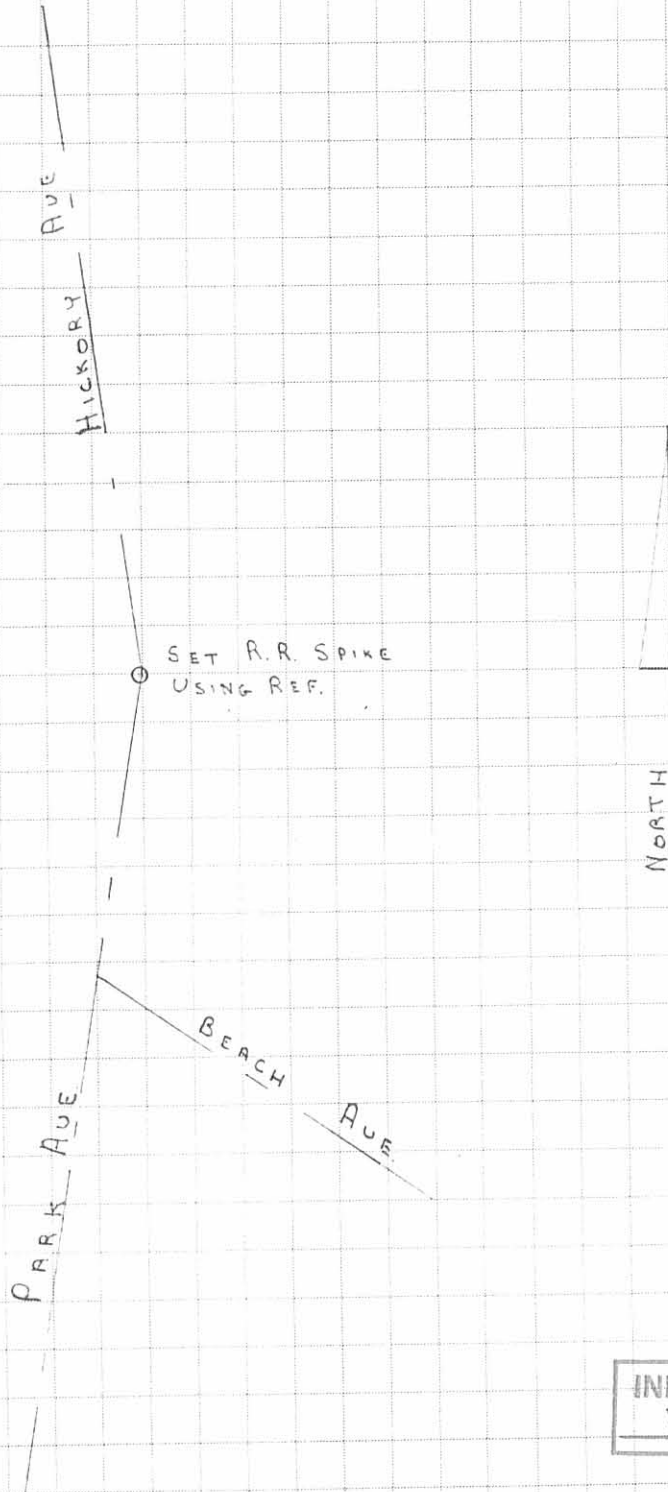 HICKORY AVE
SET R.R. SPIKE
USING REF.
NORTH
BEACH AVE.
PARK AVE